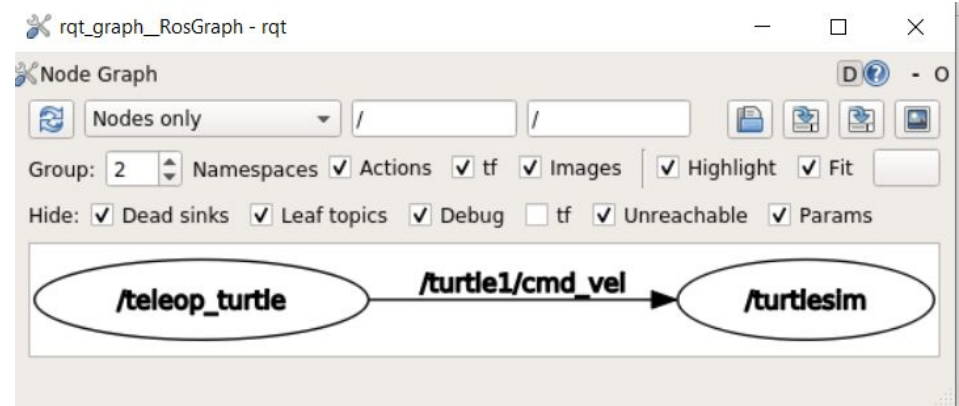 rqt_graph__RosGraph - rqt
Node Graph D ? - O
Nodes only / /
Group: 2 Namespaces Actions tf Images Highlight Fit
Hide: Dead sinks Leaf topics Debug tf Unreachable Params
/teleop_turtle /turtle1/cmd_vel /turtlesim